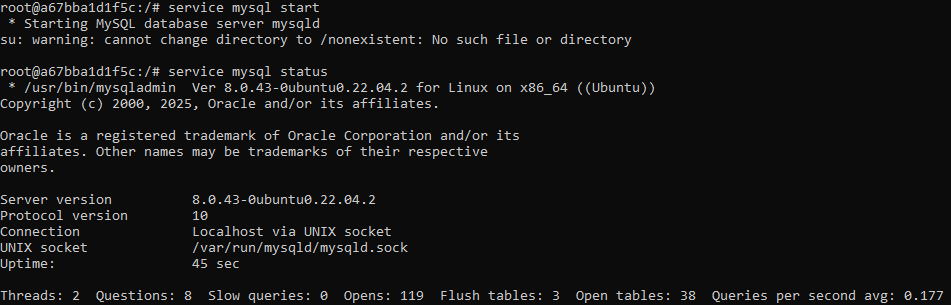 root@a67bba1d1f5c:/# service mysql start
 * Starting MySQL database server mysqld
su: warning: cannot change directory to /nonexistent: No such file or directory
root@a67bba1d1f5c:/# service mysql status
 * /usr/bin/mysqladmin  Ver 8.0.43-0ubuntu0.22.04.2 for Linux on x86_64 ((Ubuntu))
Copyright (c) 2000, 2025, Oracle and/or its affiliates.
Oracle is a registered trademark of Oracle Corporation and/or its
affiliates. Other names may be trademarks of their respective
owners.
Server version          8.0.43-0ubuntu0.22.04.2
Protocol version        10
Connection              Localhost via UNIX socket
UNIX socket             /var/run/mysqld/mysqld.sock
Uptime:                 45 sec
Threads: 2  Questions: 8  Slow queries: 0  Opens: 119  Flush tables: 3  Open tables: 38  Queries per second avg: 0.177